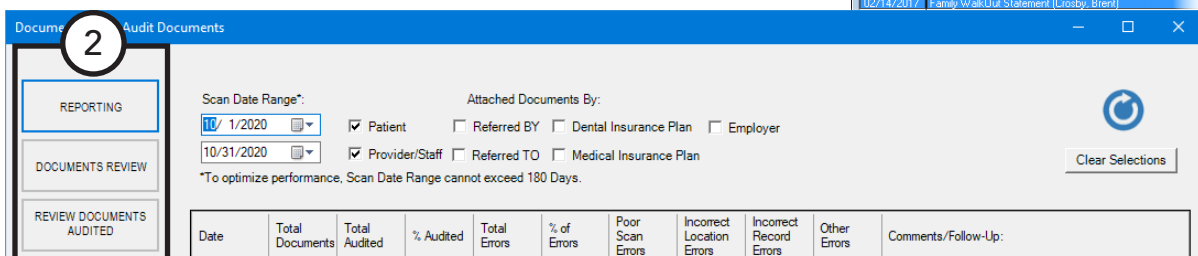 02/14/2017 Family WalkOut Statement (Crosby, Brent)
Docume Audit Documents
2
REPORTING
DOCUMENTS REVIEW
REVIEW DOCUMENTS
AUDITED
Scan Date Range*:
10/ 1/2020
10/31/2020
Attached Documents By:
Patient Referred BY Dental Insurance Plan Employer
Provider/Staff Referred TO Medical Insurance Plan
*To optimize performance, Scan Date Range cannot exceed 180 Days.
Clear Selections
Date Total Documents Total Audited % Audited Total Errors % of Errors Poor Scan Errors Incorrect Location Errors Incorrect Record Errors Other Errors Comments/Follow-Up: